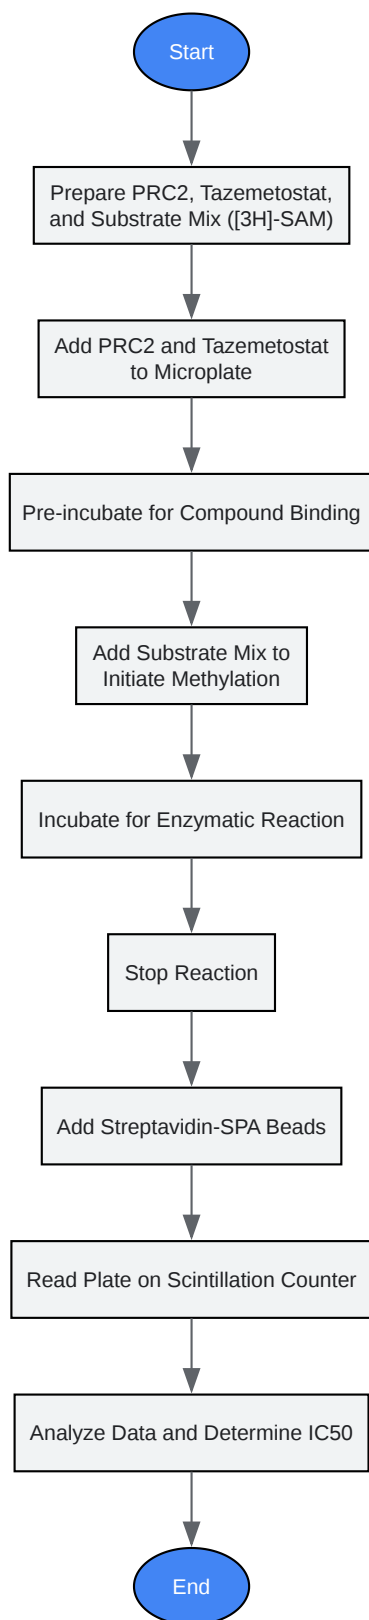 Start
Prepare PRC2, Tazemetostat,
and Substrate Mix ([3H]-SAM)
Add PRC2 and Tazemetostat
to Microplate
Pre-incubate for Compound Binding
Add Substrate Mix to
Initiate Methylation
Incubate for Enzymatic Reaction
Stop Reaction
Add Streptavidin-SPA Beads
Read Plate on Scintillation Counter
Analyze Data and Determine IC50
End